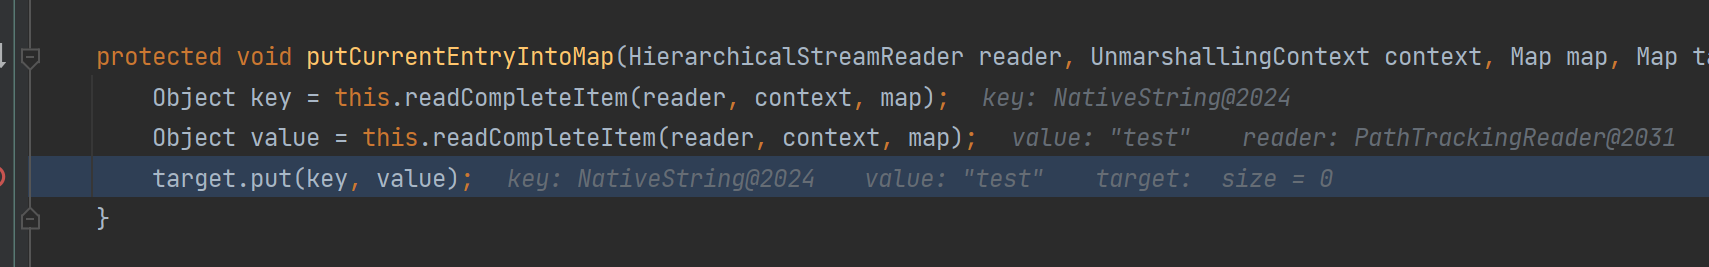 protected void putCurrentEntryIntoMap(HierarchicalStreamReader reader, UnmarshallingContext context, Map map, Map ta
Object key = this.readCompleteItem(reader, context, map); key: NativeString@2024
Object value = this.readCompleteItem(reader, context, map); value: "test" reader: PathTrackingReader@2031
target.put(key, value); key: NativeString@2024 value: "test" target: size = 0
}